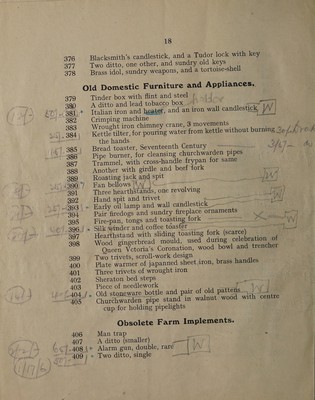 18
376 Blacksmith's candlestick, and a Tudor lock with key
377 Two ditto, one other, and sundry old keys
378 Brass idol, sundry weapons, and a tortoise-shell
Old Domestic Furniture and Appliances.
379 Tinder box with flint and steel
380 A ditto and lead tobacco box
381 Italian iron and heater, and an iron wall candlestick W
382 Crimping machine
383 Wrought iron chimney crane, 3 movements
384 Kettle tilter, for pouring water from kettle without burning
the hands
385 Bread toaster, Seventeenth Century
386 Pipe burner, for cleansing churchwarden pipes
387 Trammel, with cross-handle frypan for same
388 Another with girdle and beef fork
389 Roasting jack and spit
390 Fan bellows W
391 Three hearthstands, one revolving
392 Hand spit and trivet
393 Early oil lamp and wall candlestick
394 Pair firedogs and sundry fireplace ornaments
395 Fire-pan, tongs and toasting fork
396 Silk winder and coffee toaster
397 Hearthstand with sliding toasting fork (scarce)
398 Wood gingerbread mould, used during celebration of
Queen Victoria's Coronation, wood bowl and trencher
399 Two trivets, scroll-work design
400 Plate warmer of japanned sheet iron, brass handles
401 Three trivets of wrought iron
402 Sheraton bed steps
403 Piece of needlework
404 Old stoneware bottle and pair of old pattens
405 Churchwarden pipe stand in walnut wood with centre
cup for holding pipelights
Obsolete Farm Implements.
406 Man trap
407 A ditto (smaller)
408 Alarm gun, double, rare W
409 Two ditto, single